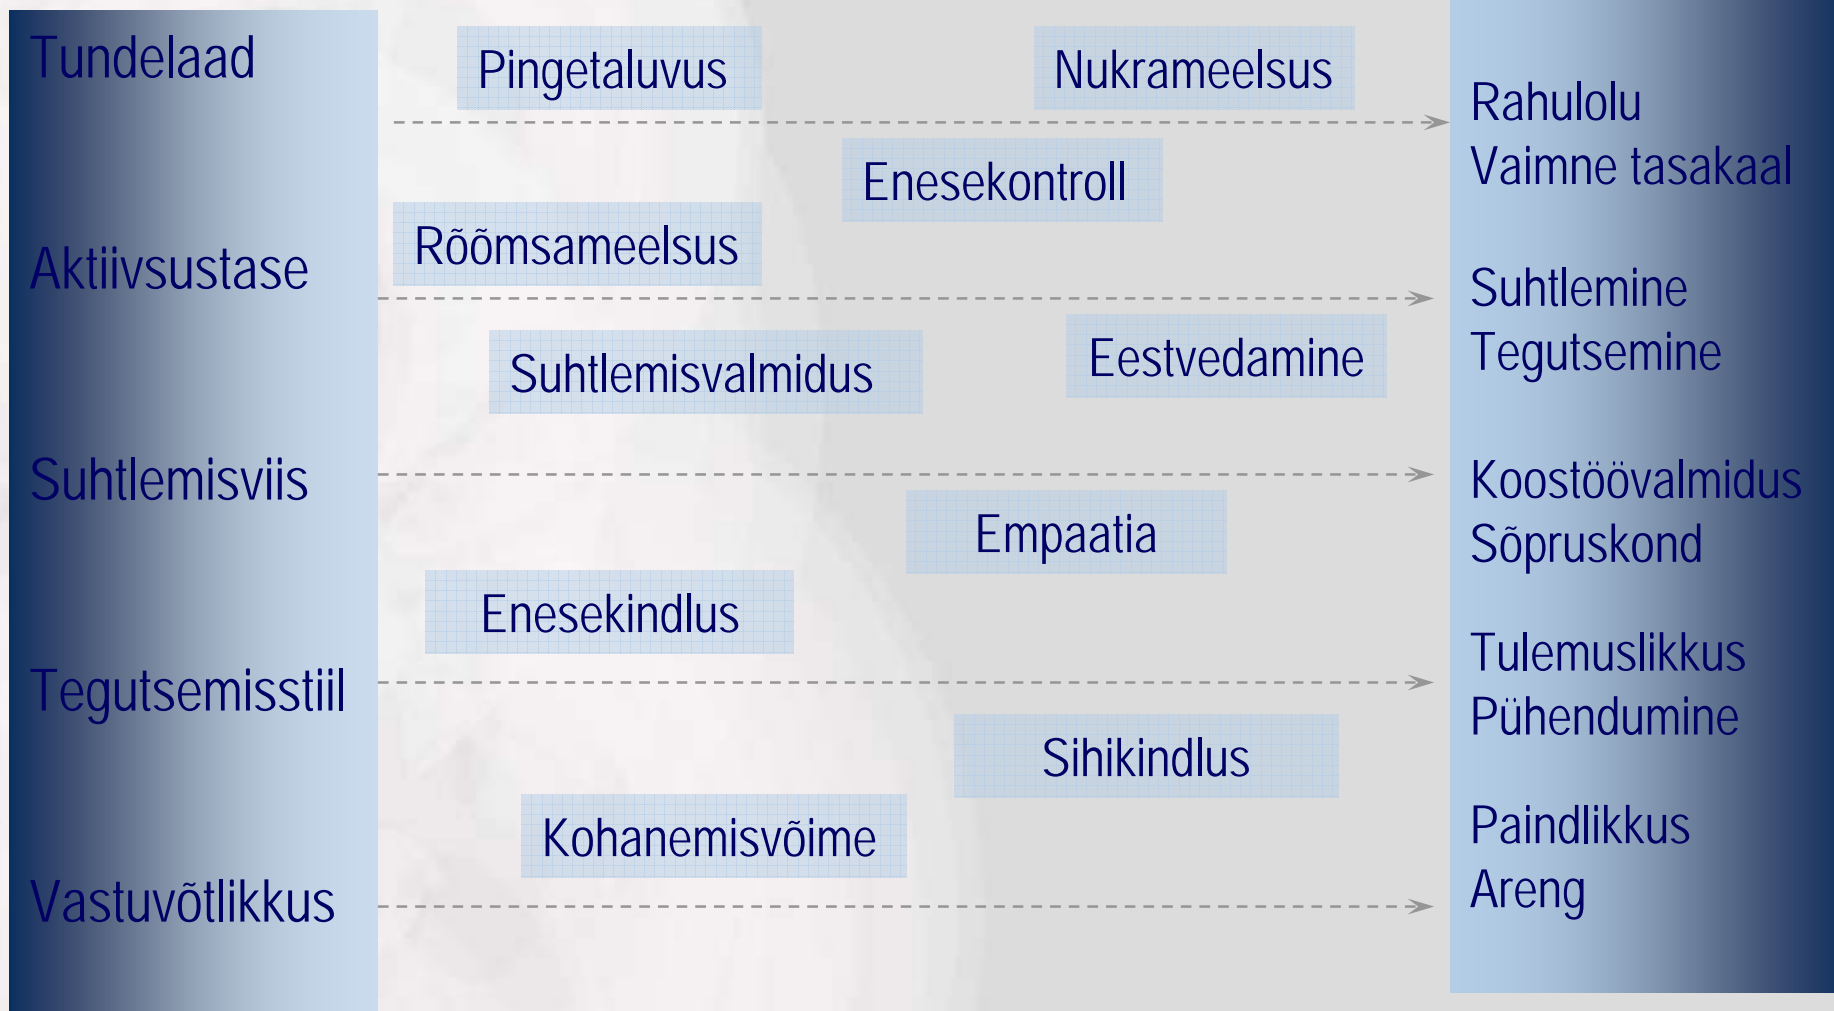 Tundelaad
Pingetaluvus
Nukrameelsus
Rahulolu
Vaimne tasakaal
Enesekontroll
Rõõmsameelsus
Aktiivsustase
Suhtlemine
Tegutsemine
Suhtlemisvalmidus
Eestvedamine
Suhtlemisviis
Koostöövalmidus
Sõpruskond
Empaatia
Enesekindlus
Tegutsemisstiil
Tulemuslikkus
Pühendumine
Sihikindlus
Kohanemisvõime
Paindlikkus
Areng
Vastuvõtlikkus